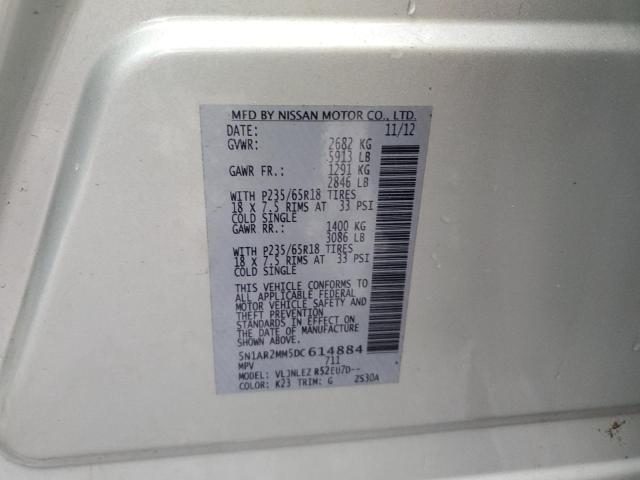 MFD BY NISSAN MOTOR CO., LTD.
DATE: 11/12
GVWR: 2682 KG
5913 LB
GAWR FR.: 1291 KG
2846 LB
WITH P235/65R18 TIRES
18 X 7.5 RIMS AT 33 PSI
COLD SINGLE
GAWR RR.: 1400 KG
3086 LB
WITH P235/65R18 TIRES
18 X 7.5 RIMS AT 33 PSI
COLD SINGLE
THIS VEHICLE CONFORMS TO
ALL APPLICABLE FEDERAL
MOTOR VEHICLE SAFETY AND
THEFT PREVENTION
STANDARDS IN EFFECT ON
THE DATE OF MANUFACTURE
SHOWN ABOVE.
5N1AR2MM5DC614884
MPV 711
MODEL: VLJNLEZ R52EU7D--
COLOR: K23 TRIM: G 2S30A